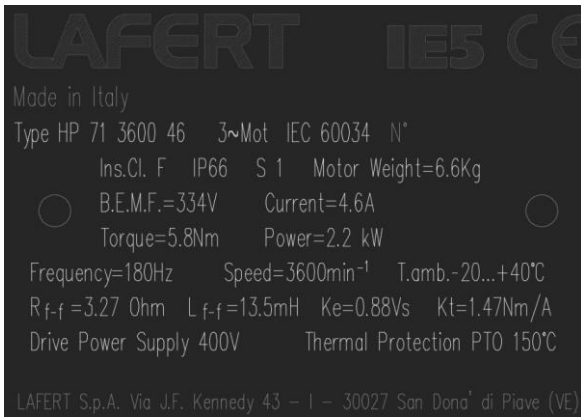 LAFERT IE5 CE
Made in Italy
Type HP 71 3600 46 3~Mot IEC 60034 N°
Ins.Cl. F IP66 S 1 Motor Weight=6.6Kg
B.E.M.F.=334V Current=4.6A
Torque=5.8Nm Power=2.2 kW
Frequency=180Hz Speed=3600min⁻¹ T.amb.-20...+40°C
R f-f =3.27 Ohm L f-f =13.5mH Ke=0.88Vs Kt=1.47Nm/A
Drive Power Supply 400V Thermal Protection PTO 150°C
LAFERT S.p.A. Via J.F. Kennedy 43 - I - 30027 San Dona' di Piave (VE)